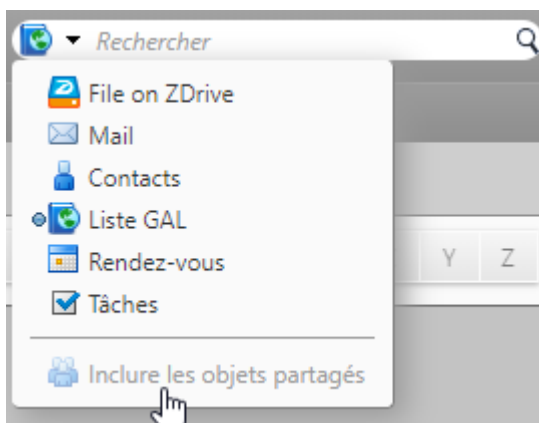 Rechercher
File on ZDrive
Mail
Contacts
Liste GAL
Rendez-vous
Y Z
Tâches
Inclure les objets partagés